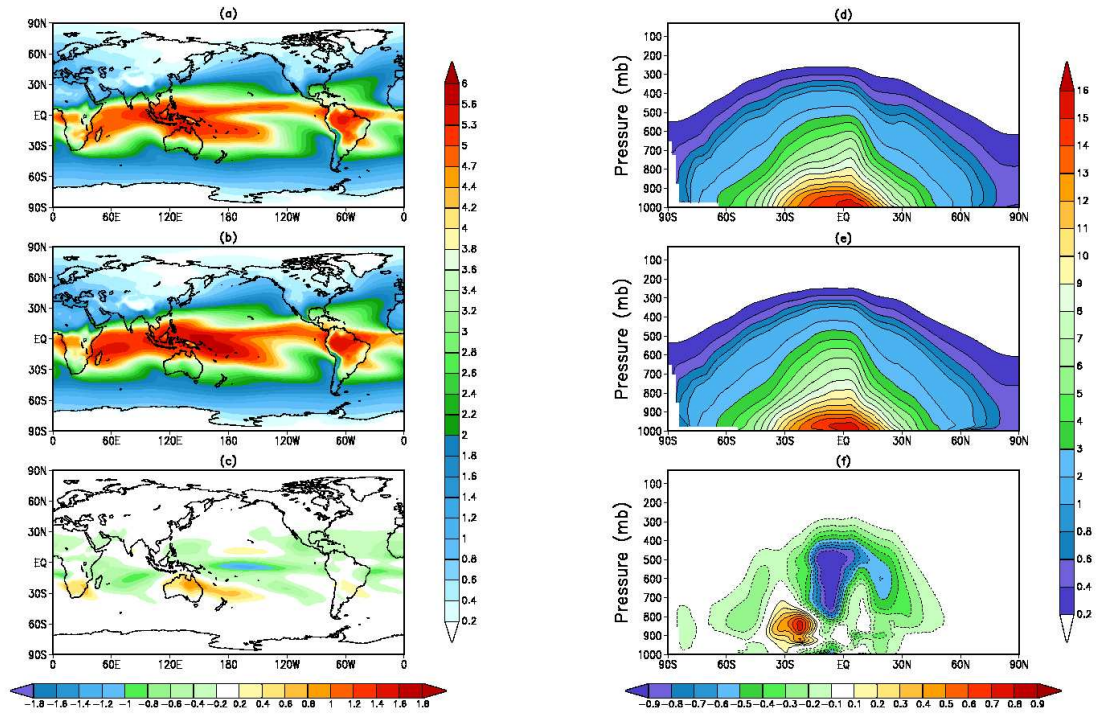 (a)
90N
60N
30N
EQ
30S
60S
90S
0 60E 120E 180 120W 60W 0
(b)
90N
60N
30N
EQ
30S
60S
90S
0 60E 120E 180 120W 60W 0
(c)
90N
60N
30N
EQ
30S
60S
90S
0 60E 120E 180 120W 60W 0
-1.8 -1.6 -1.4 -1.2 -1 -0.8 -0.6 -0.4 -0.2 0.2 0.4 0.6 0.8 1 1.2 1.4 1.6 1.8
6
5.6
5.3
4.7
4.4
4.2
4
3.8
3.6
3.4
3.2
3
2.8
2.6
2.4
2.2
2
1.8
1.6
1.4
1.2
1
0.8
0.6
0.4
0.2
(d)
Pressure (mb)
100
200
300
400
500
600
700
800
900
1000
90S 60S 30S EQ 30N 60N 90N
(e)
Pressure (mb)
100
200
300
400
500
600
700
800
900
1000
90S 60S 30S EQ 30N 60N 90N
(f)
Pressure (mb)
100
200
300
400
500
600
700
800
900
1000
90S 60S 30S EQ 30N 60N 90N
-0.9 -0.8 -0.7 -0.6 -0.5 -0.4 -0.3 -0.2 -0.1 0.1 0.2 0.3 0.4 0.5 0.6 0.7 0.8 0.9
16
15
14
13
12
11
10
9
8
7
6
5
4
3
2
1
0.8
0.6
0.4
0.2